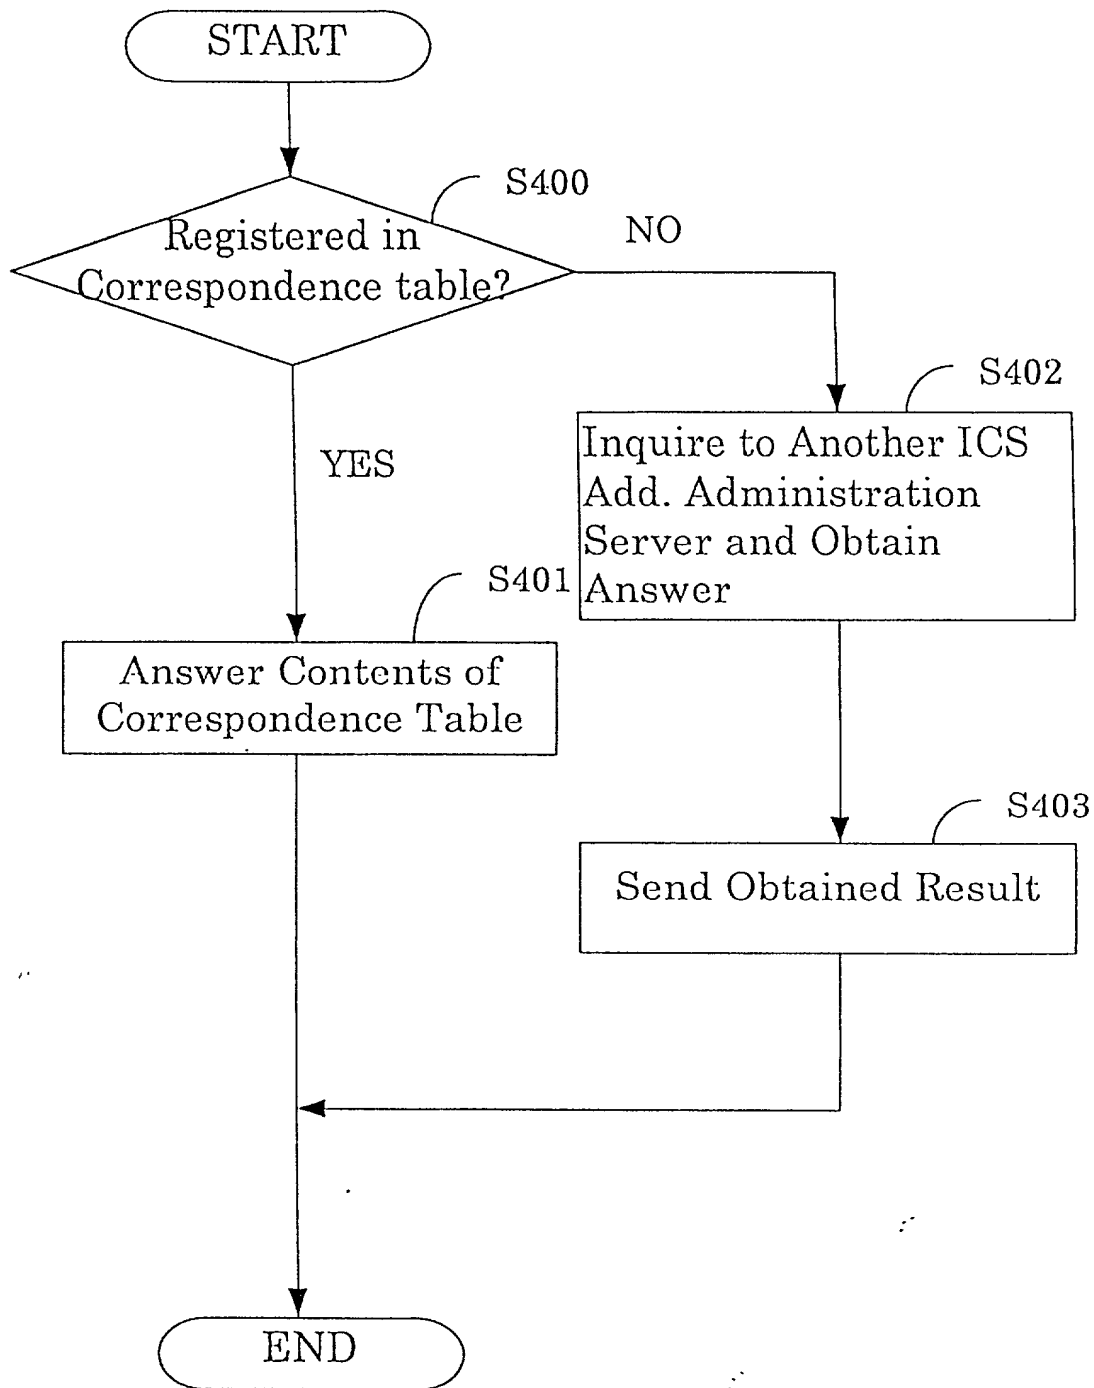 START
S400
Registered in
Correspondence table?
NO
YES
S402
Inquire to Another ICS
Add. Administration
Server and Obtain
Answer
S401
Answer Contents of
Correspondence Table
S403
Send Obtained Result
END